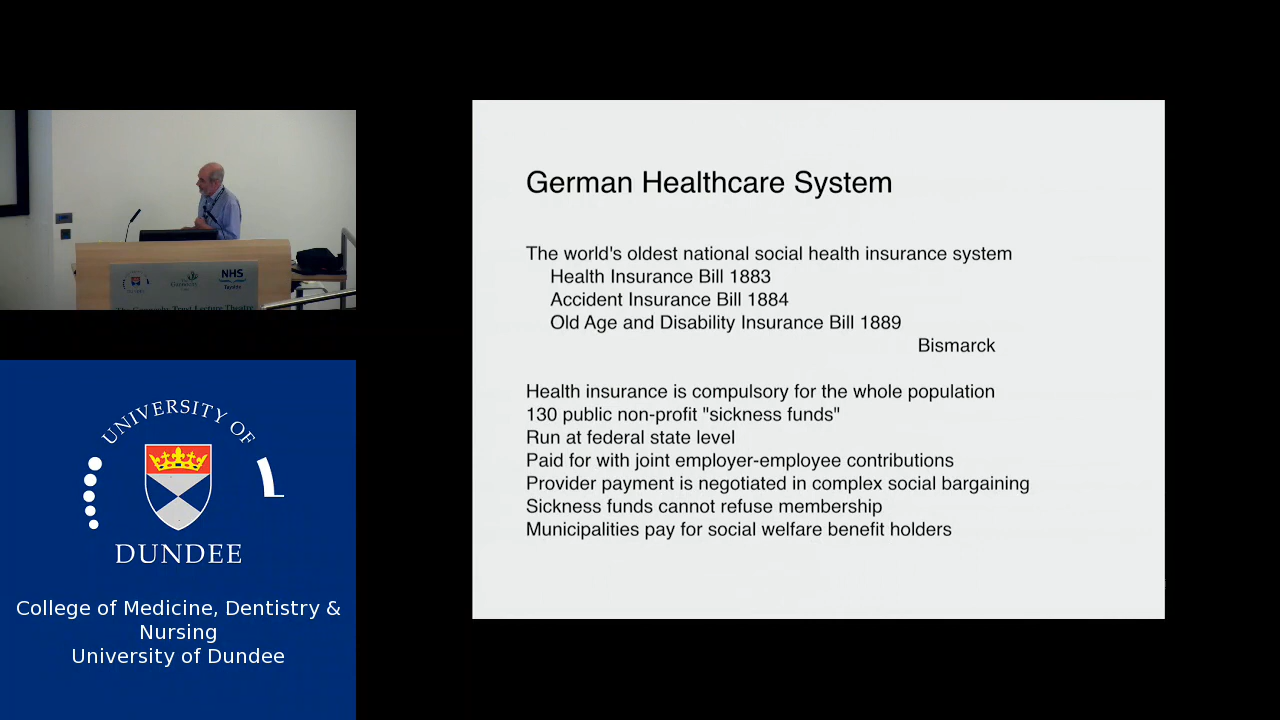 German Healthcare System
The world's oldest national social health insurance system
Health Insurance Bill 1883
Accident Insurance Bill 1884
Old Age and Disability Insurance Bill 1889
Bismarck
Health insurance is compulsory for the whole population
130 public non-profit "sickness funds"
Run at federal state level
Paid for with joint employer-employee contributions
Provider payment is negotiated in complex social bargaining
Sickness funds cannot refuse membership
Municipalities pay for social welfare benefit holders
NHS
Lecture Theatre
UNIVERSITY OF
DUNDEE
College of Medicine, Dentistry &
Nursing
University of Dundee